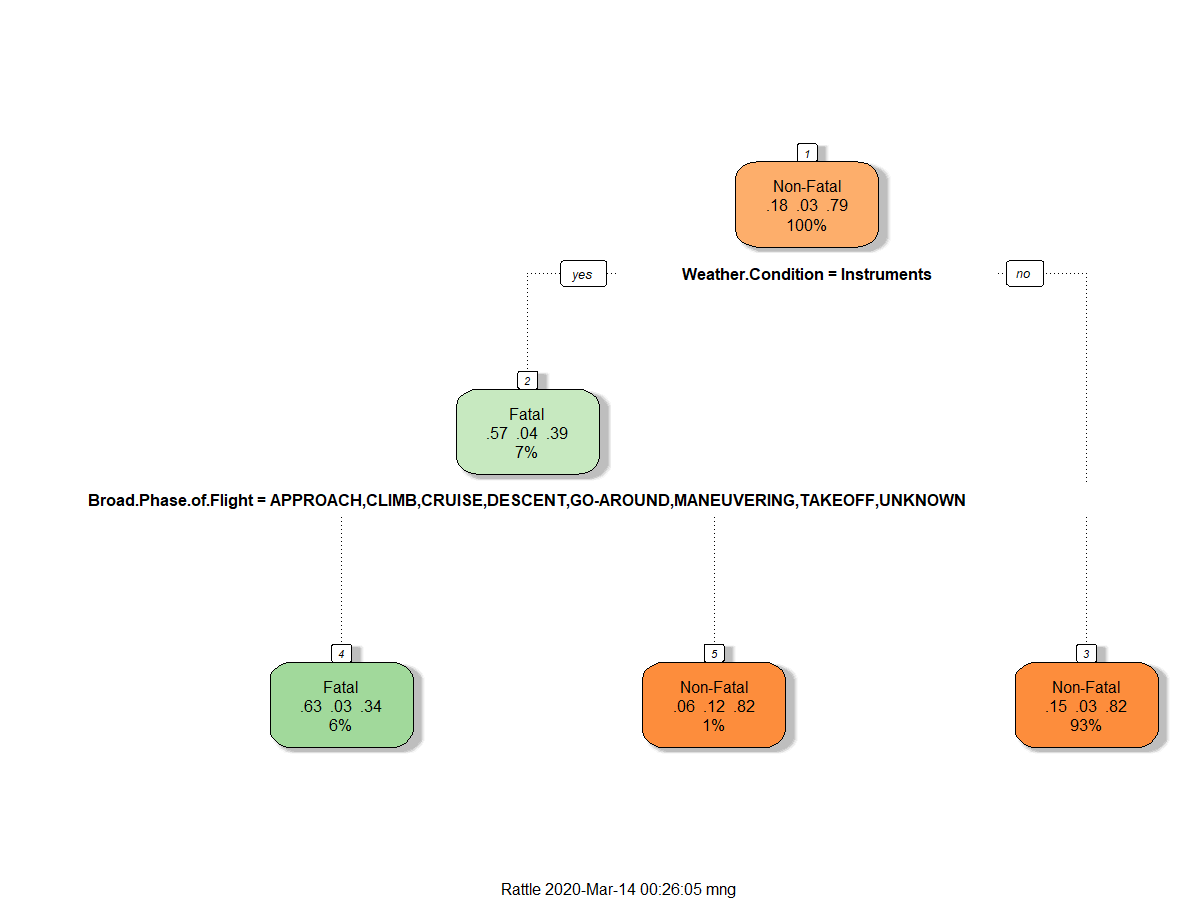 1
Non-Fatal
.18 .03 .79
100%
yes
Weather.Condition = Instruments
no
2
Fatal
.57 .04 .39
7%
Broad.Phase.of.Flight = APPROACH,CLIMB,CRUISE,DESCENT,GO-AROUND,MANEUVERING,TAKEOFF,UNKNOWN
4
Fatal
.63 .03 .34
6%
5
Non-Fatal
.06 .12 .82
1%
3
Non-Fatal
.15 .03 .82
93%
Rattle 2020-Mar-14 00:26:05 mng